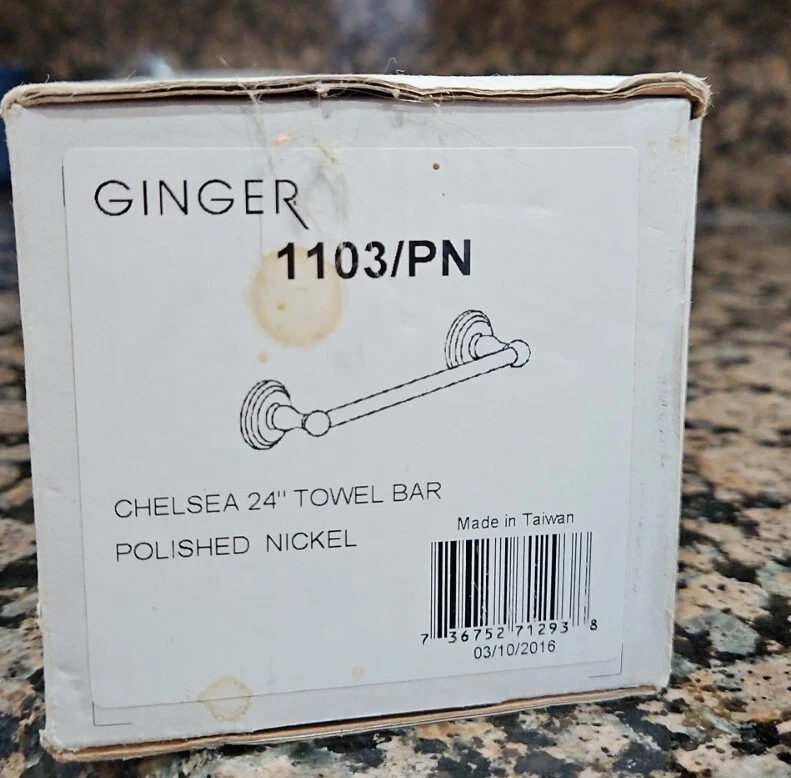 GINGER
1103/PN
CHELSEA 24" TOWEL BAR
POLISHED NICKEL
Made in Taiwan
7 36752 71293 8
03/10/2016